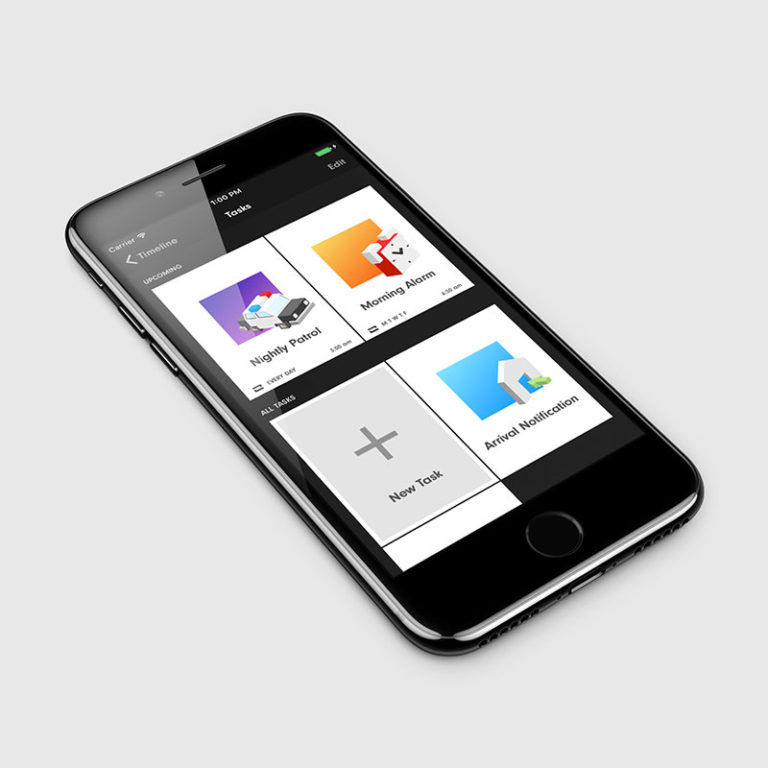 Carrier
1:00 PM
Timeline
Tasks
Edit
UPCOMING
Nightly Patrol
EVERY DAY
5:00 am
Morning Alarm
M T W T F
6:30 am
ALL TASKS
New Task
Arrival Notification